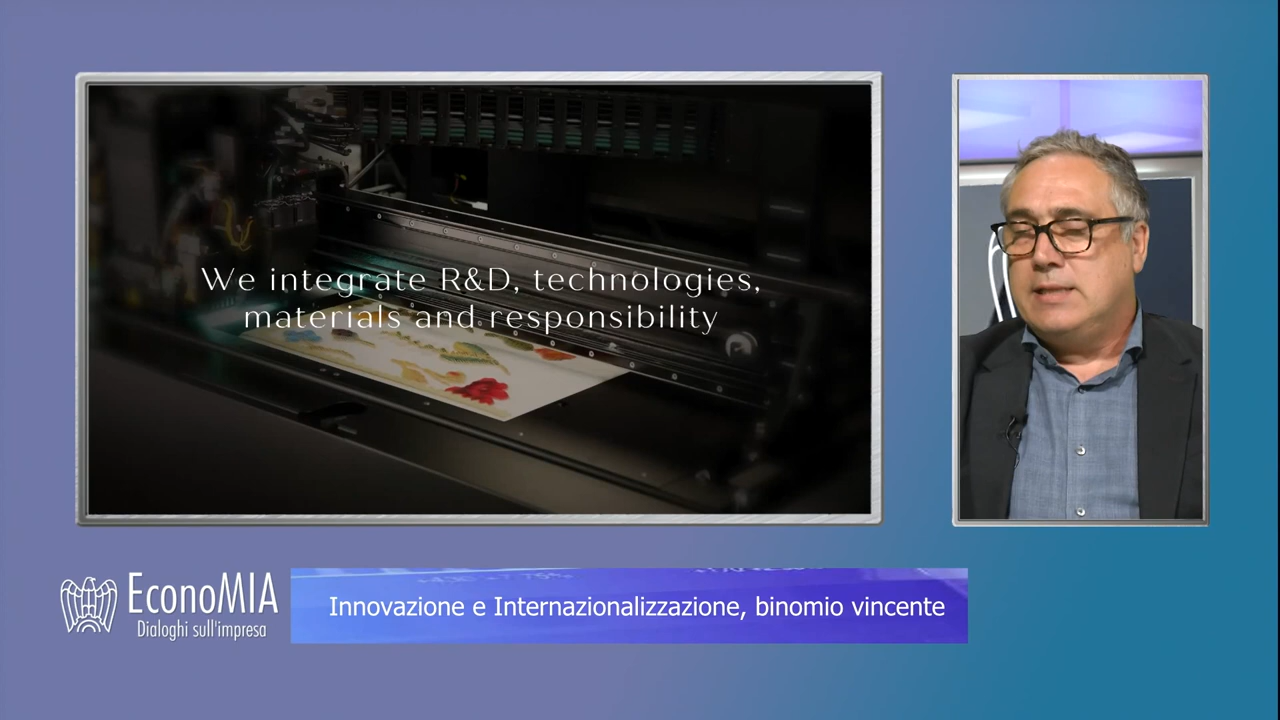 We integrate R&D, technologies,
materials and responsibility
EconoMIA
Dialoghi sull'impresa
Innovazione e Internazionalizzazione, binomio vincente